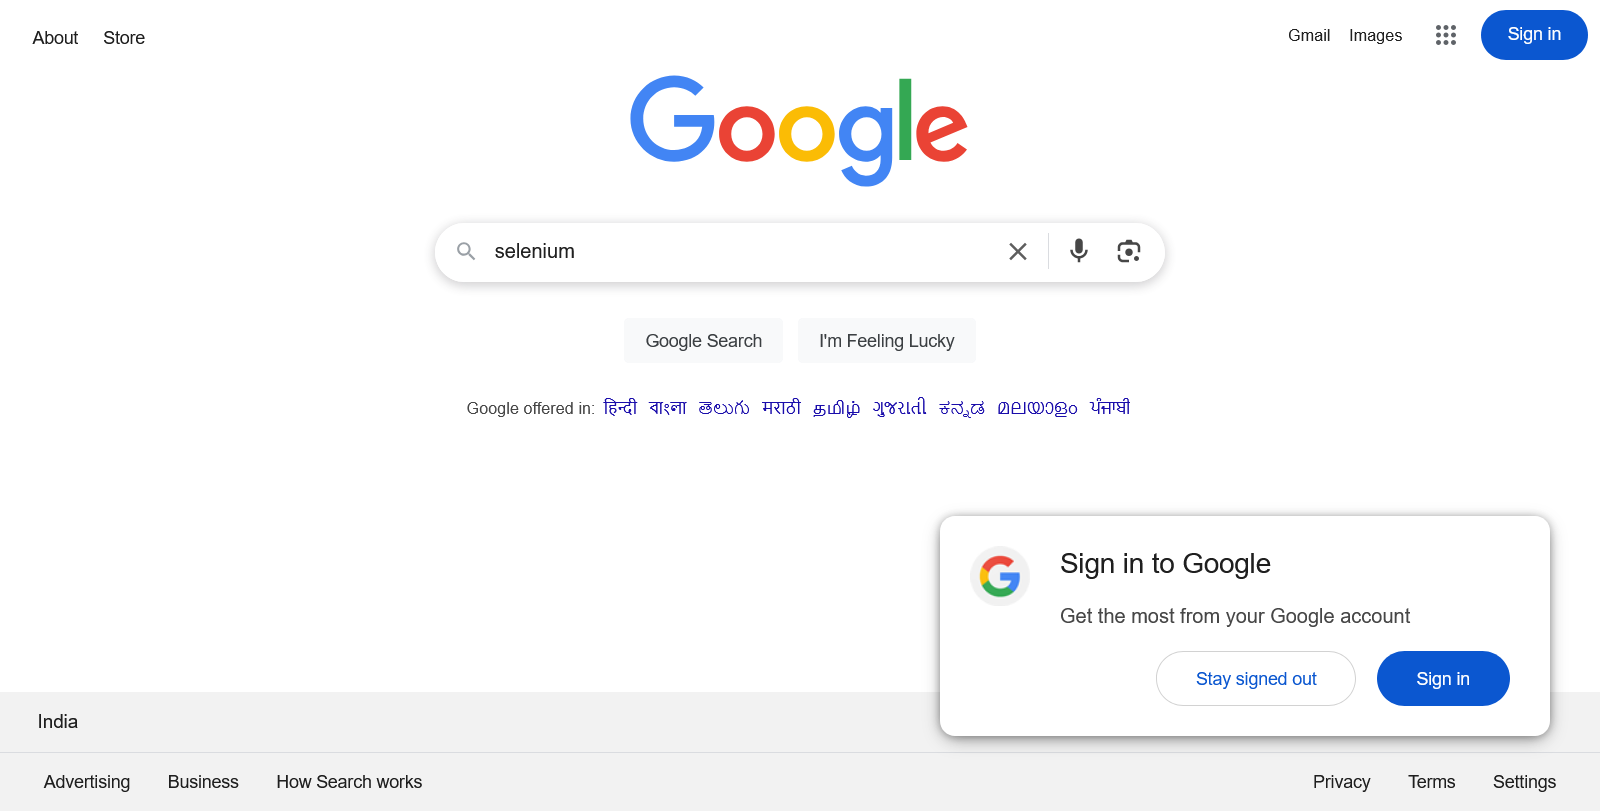 About Store Gmail Images Sign in
Google
selenium
Google Search I'm Feeling Lucky
Google offered in: हिन्दी বাংলা తెలుగు मराठी தமிழ் ગુજરાતી ಕನ್ನಡ മലയാളം ਪੰਜਾਬੀ
Sign in to Google
Get the most from your Google account
Stay signed out Sign in
India
Advertising Business How Search works Privacy Terms Settings